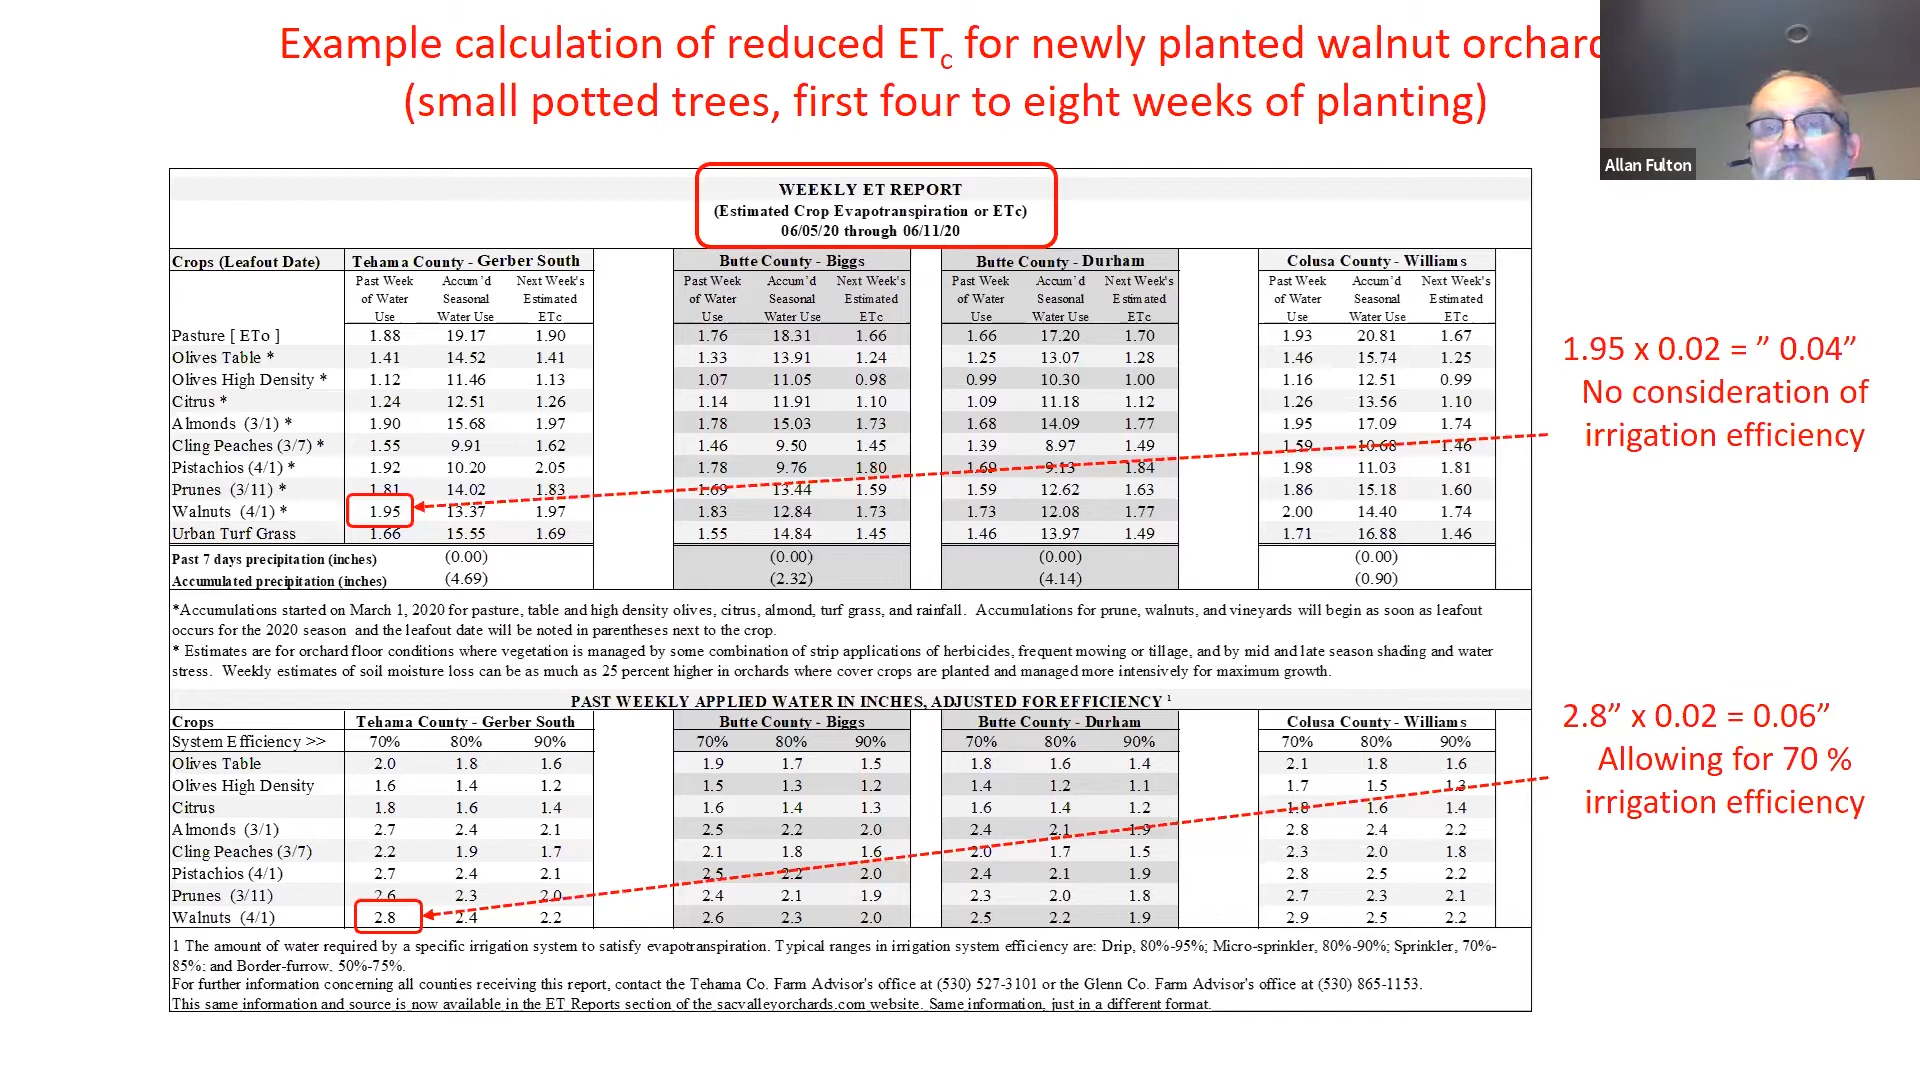 Example calculation of reduced ETc for newly planted walnut orchard
(small potted trees, first four to eight weeks of planting)
Allan Fulton
WEEKLY ET REPORT
(Estimated Crop Evapotranspiration or ETc)
06/05/20 through 06/11/20
Crops (Leafout Date) Tehama County - Gerber South Butte County - Biggs Butte County - Durham Colusa County - Williams
Past Week Accum'd Next Week's Past Week Accum'd Next Week's Past Week Accum'd Next Week's Past Week Accum'd Next Week's
of Water Seasonal Estimated of Water Seasonal Estimated of Water Seasonal Estimated of Water Seasonal Estimated
Use Water Use ETc Use Water Use ETc Use Water Use ETc Use Water Use ETc
Pasture [ ETo ] 1.88 19.17 1.90 1.76 18.31 1.66 1.66 17.20 1.70 1.93 20.81 1.67
Olives Table * 1.41 14.52 1.41 1.33 13.91 1.24 1.25 13.07 1.28 1.46 15.74 1.25
Olives High Density * 1.12 11.46 1.13 1.07 11.05 0.98 0.99 10.30 1.00 1.16 12.51 0.99
Citrus * 1.24 12.51 1.26 1.14 11.91 1.10 1.09 11.18 1.12 1.26 13.56 1.10
Almonds (3/1) * 1.90 15.68 1.97 1.78 15.03 1.73 1.68 14.09 1.77 1.95 17.09 1.74
Cling Peaches (3/7) * 1.55 9.91 1.62 1.46 9.50 1.45 1.39 8.97 1.49 1.59 10.68 1.46
Pistachios (4/1) * 1.92 10.20 2.05 1.78 9.76 1.80 1.69 9.13 1.84 1.98 11.03 1.81
Prunes (3/11) * 1.81 14.02 1.83 1.69 13.44 1.59 1.59 12.62 1.63 1.86 15.18 1.60
Walnuts (4/1) * 1.95 13.37 1.97 1.83 12.84 1.73 1.73 12.08 1.77 2.00 14.40 1.74
Urban Turf Grass 1.66 15.55 1.69 1.55 14.84 1.45 1.46 13.97 1.49 1.71 16.88 1.46
Past 7 days precipitation (inches) (0.00) (0.00) (0.00) (0.00)
Accumulated precipitation (inches) (4.69) (2.32) (4.14) (0.90)
*Accumulations started on March 1, 2020 for pasture, table and high density olives, citrus, almond, turf grass, and rainfall. Accumulations for prune, walnuts, and vineyards will begin as soon as leafout
occurs for the 2020 season and the leafout date will be noted in parentheses next to the crop.
* Estimates are for orchard floor conditions where vegetation is managed by some combination of strip applications of herbicides, frequent mowing or tillage, and by mid and late season shading and water
stress. Weekly estimates of soil moisture loss can be as much as 25 percent higher in orchards where cover crops are planted and managed more intensively for maximum growth.
PAST WEEKLY APPLIED WATER IN INCHES, ADJUSTED FOR EFFICIENCY 1
Crops Tehama County - Gerber South Butte County - Biggs Butte County - Durham Colusa County - Williams
System Efficiency >> 70% 80% 90% 70% 80% 90% 70% 80% 90% 70% 80% 90%
Olives Table 2.0 1.8 1.6 1.9 1.7 1.5 1.8 1.6 1.4 2.1 1.8 1.6
Olives High Density 1.6 1.4 1.2 1.5 1.3 1.2 1.4 1.2 1.1 1.7 1.5 1.3
Citrus 1.8 1.6 1.4 1.6 1.4 1.3 1.6 1.4 1.2 1.8 1.6 1.4
Almonds (3/1) 2.7 2.4 2.1 2.5 2.2 2.0 2.4 2.1 1.9 2.8 2.4 2.2
Cling Peaches (3/7) 2.2 1.9 1.7 2.1 1.8 1.6 2.0 1.7 1.5 2.3 2.0 1.8
Pistachios (4/1) 2.7 2.4 2.1 2.5 2.2 2.0 2.4 2.1 1.9 2.8 2.5 2.2
Prunes (3/11) 2.6 2.3 2.0 2.4 2.1 1.9 2.3 2.0 1.8 2.7 2.3 2.1
Walnuts (4/1) 2.8 2.4 2.2 2.6 2.3 2.0 2.5 2.2 1.9 2.9 2.5 2.2
1 The amount of water required by a specific irrigation system to satisfy evapotranspiration. Typical ranges in irrigation system efficiency are: Drip, 80%-95%; Micro-sprinkler, 80%-90%; Sprinkler, 70%-
85%; and Border-furrow, 50%-75%.
For further information concerning all counties receiving this report, contact the Tehama Co. Farm Advisor's office at (530) 527-3101 or the Glenn Co. Farm Advisor's office at (530) 865-1153.
This same information and source is now available in the ET Reports section of the sacvalleyorchards.com website. Same information, just in a different format.
1.95 x 0.02 = ” 0.04”
No consideration of
irrigation efficiency
2.8” x 0.02 = 0.06”
Allowing for 70 %
irrigation efficiency